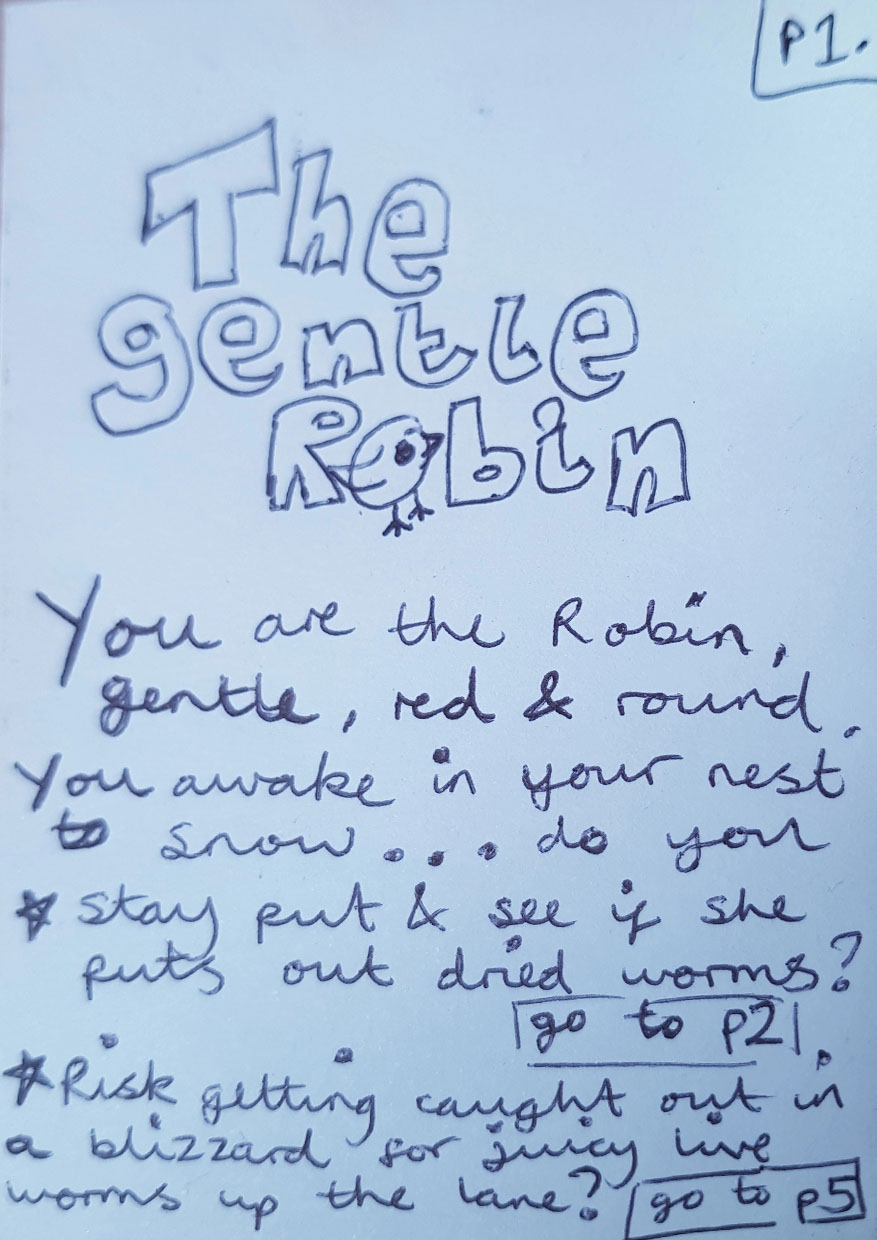 P1.
The
gentle
Robin
You are the Robin,
gentle, red & round.
You awake in your nest
to snow... do you
* stay put & see if she
puts out dried worms?
go to p2.
* Risk getting caught out in
a blizzard for juicy live
worms up the lane? go to p5